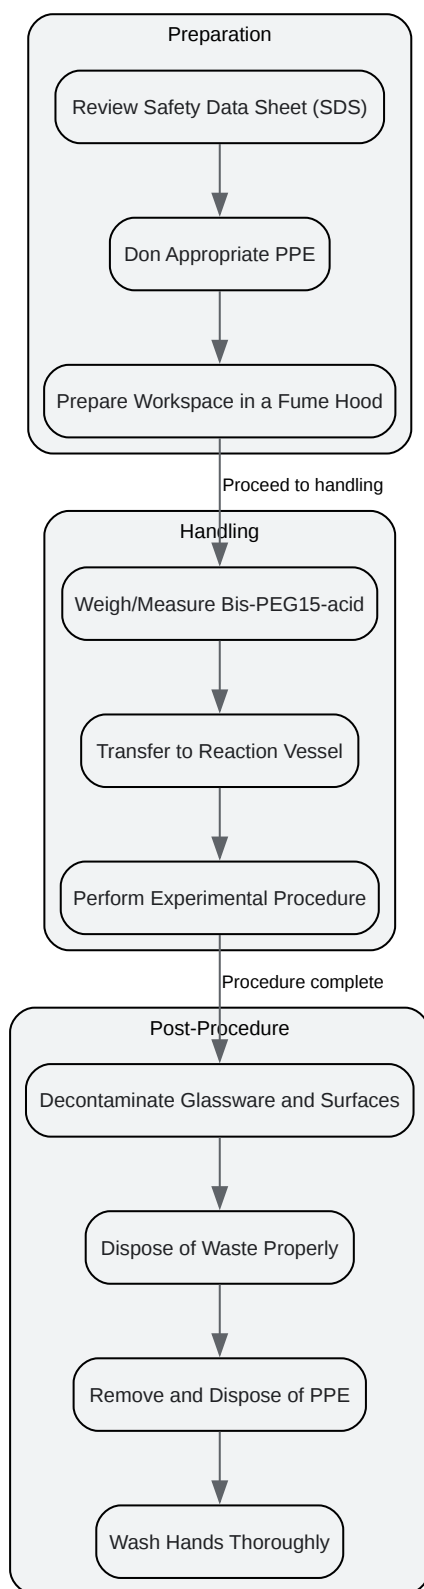 Preparation
Review Safety Data Sheet (SDS)
Don Appropriate PPE
Prepare Workspace in a Fume Hood
Proceed to handling
Handling
Weigh/Measure Bis-PEG15-acid
Transfer to Reaction Vessel
Perform Experimental Procedure
Procedure complete
Post-Procedure
Decontaminate Glassware and Surfaces
Dispose of Waste Properly
Remove and Dispose of PPE
Wash Hands Thoroughly